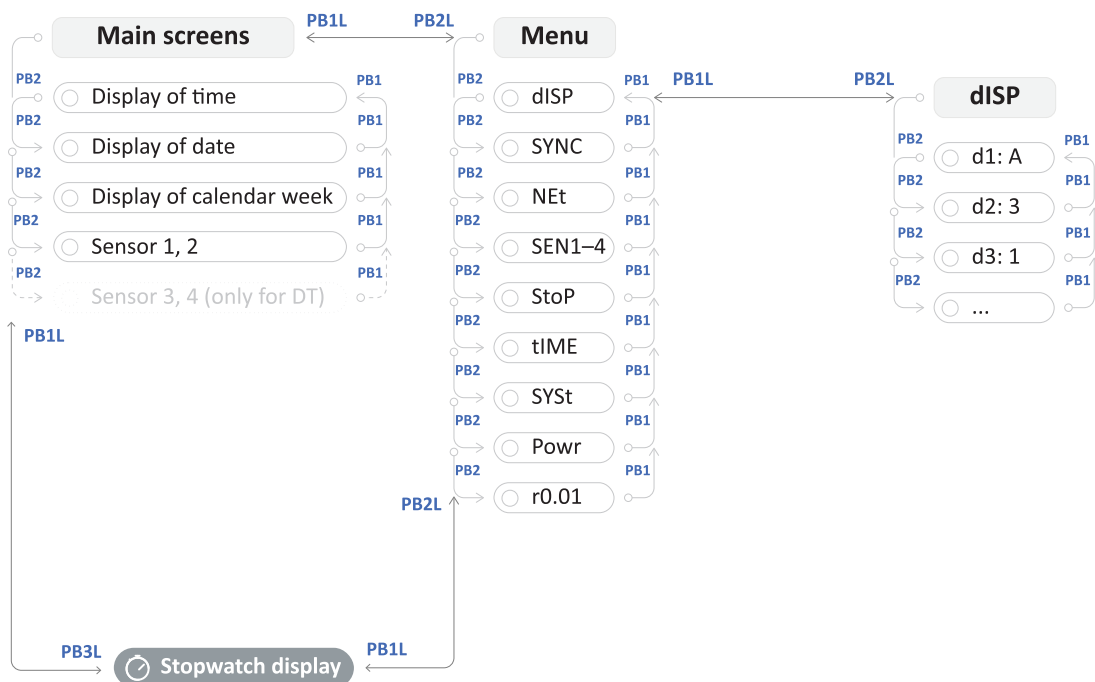 PB1L PB2L
Main screens
Menu
PB2 PB1 PB2 PB1 PB1L PB2L
Display of time
dISP
dISP
PB2 PB1 PB2 PB1
Display of date
SYNC
PB2 PB1
d1: A
PB2 PB1 PB2 PB1
PB2 PB1
Display of calendar week
NEt
d2: 3
PB2 PB1 PB2 PB1
PB2 PB1
Sensor 1, 2
SEN1–4
d3: 1
PB2 PB1 PB2 PB1
PB2 PB1
Sensor 3, 4 (only for DT)
StoP
...
PB2 PB1
PB1L
tIME
PB2 PB1
SYSt
PB2 PB1
Powr
PB2 PB1
r0.01
PB2L
PB3L PB1L
Stopwatch display